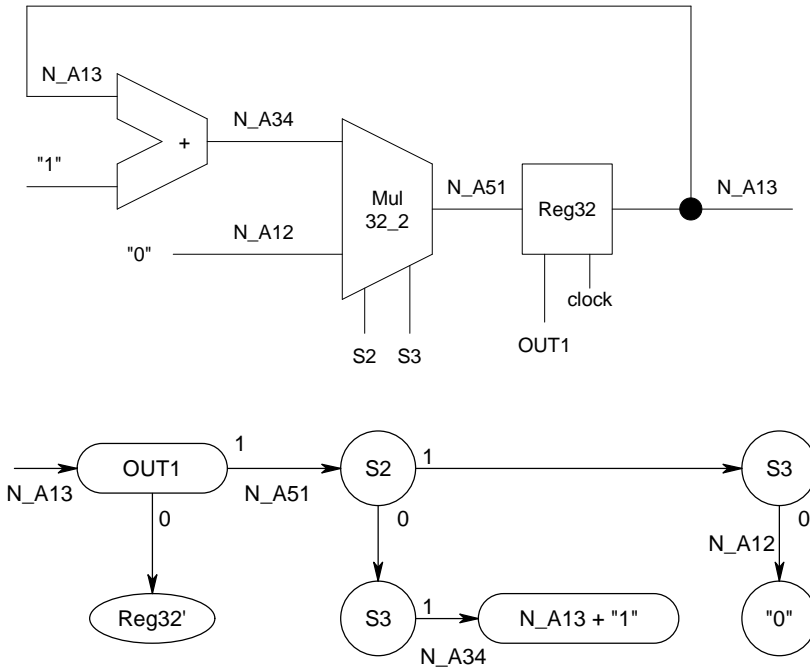 N_A13
N_A34
+
"1"
Mul
32_2
N_A51
Reg32
N_A13
N_A12
"0"
clock
S2
S3
OUT1
N_A13
OUT1
1
N_A51
0
Reg32'
S2
1
0
S3
1
N_A34
N_A13 + "1"
S3
0
N_A12
"0"